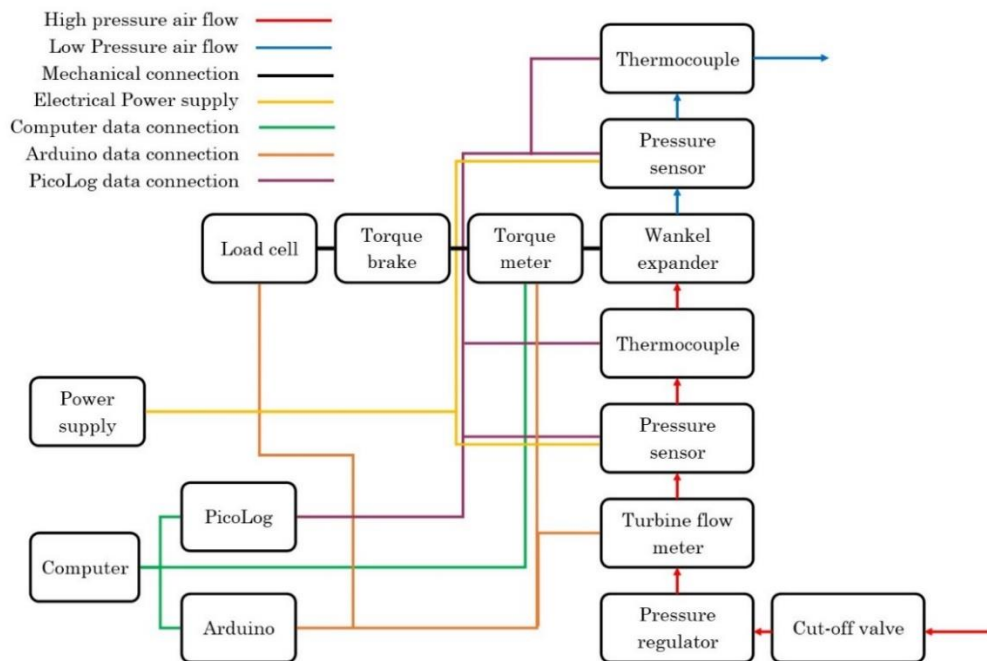 High pressure air flow
Low Pressure air flow
Mechanical connection
Electrical Power supply
Computer data connection
Arduino data connection
PicoLog data connection
Thermocouple
Pressure
sensor
Load cell
Torque
brake
Torque
meter
Wankel
expander
Thermocouple
Power
supply
Pressure
sensor
PicoLog
Turbine flow
meter
Computer
Arduino
Pressure
regulator
Cut-off valve